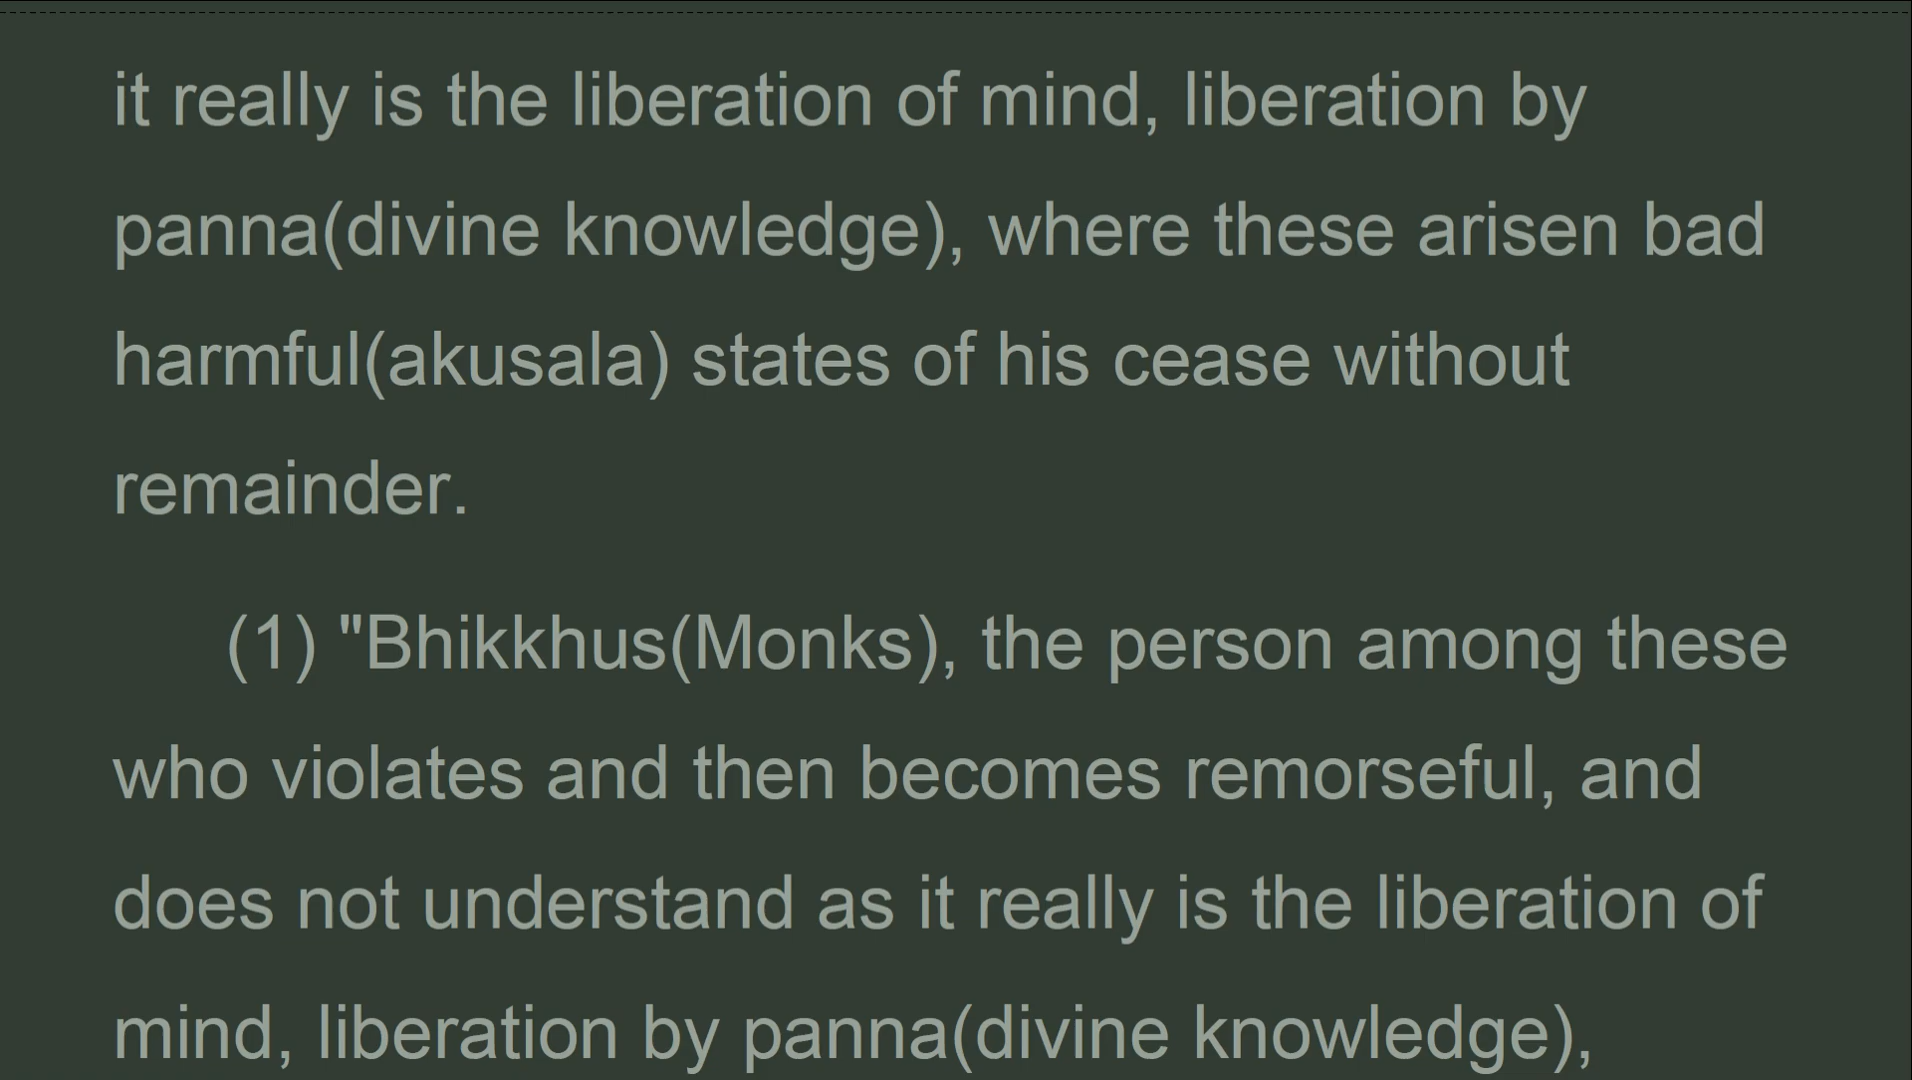 it really is the liberation of mind, liberation by
panna(divine knowledge), where these arisen bad
harmful(akusala) states of his cease without
remainder.
(1) "Bhikkhus(Monks), the person among these
who violates and then becomes remorseful, and
does not understand as it really is the liberation of
mind, liberation by panna(divine knowledge),